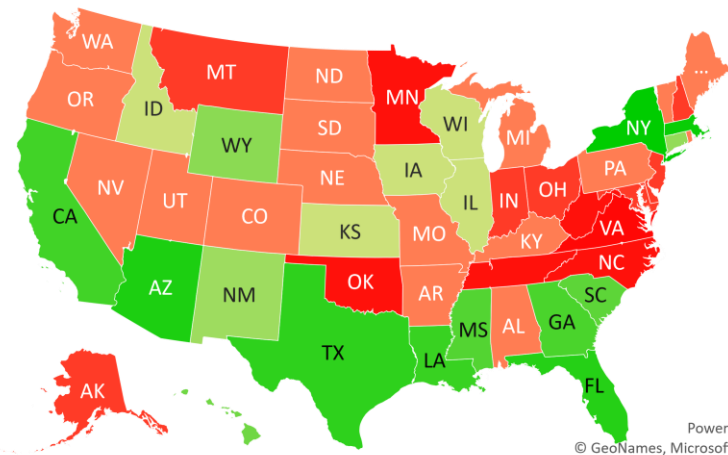 WA
MT
ND
MN
OR
ID
SD
WI
MI
...
NY
WY
IA
PA
NE
NV
UT
CO
IL
IN
OH
CA
KS
MO
KY
VA
AZ
NM
OK
AR
NC
TX
LA
MS
AL
GA
SC
AK
FL
Power
© GeoNames, Microsof